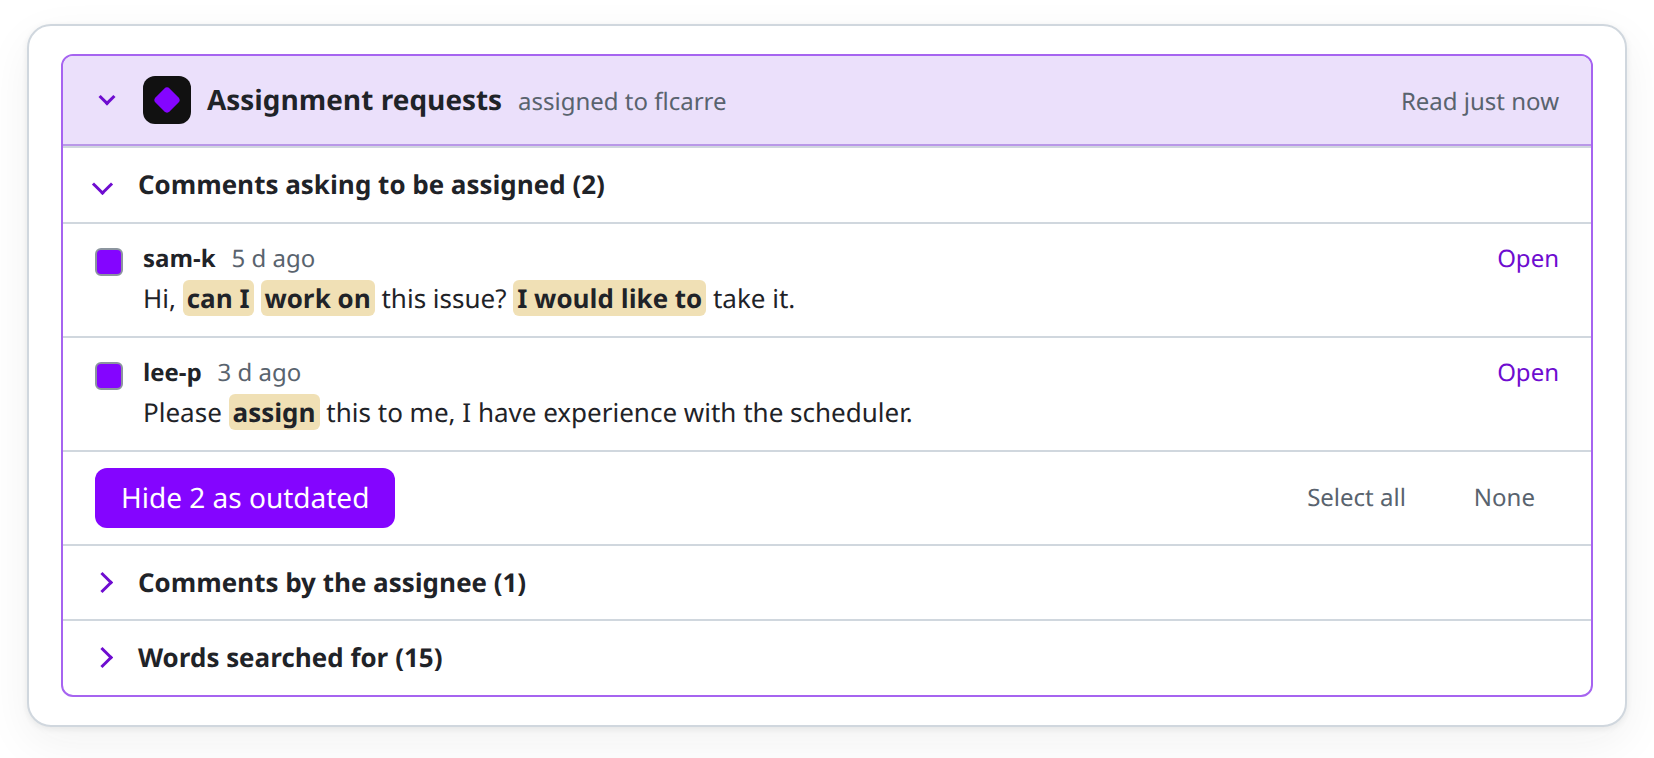 Assignment requests assigned to flcarre Read just now
Comments asking to be assigned (2)
sam-k 5 d ago Open
Hi, can I work on this issue? I would like to take it.
lee-p 3 d ago Open
Please assign this to me, I have experience with the scheduler.
Hide 2 as outdated Select all None
Comments by the assignee (1)
Words searched for (15)